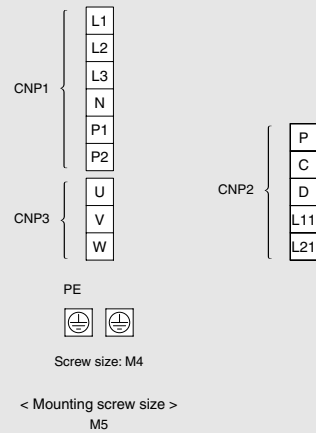 CNP1
L1
L2
L3
N
P1
P2
CNP3
U
V
W
CNP2
P
C
D
L11
L21
PE
Screw size: M4
< Mounting screw size >
M5